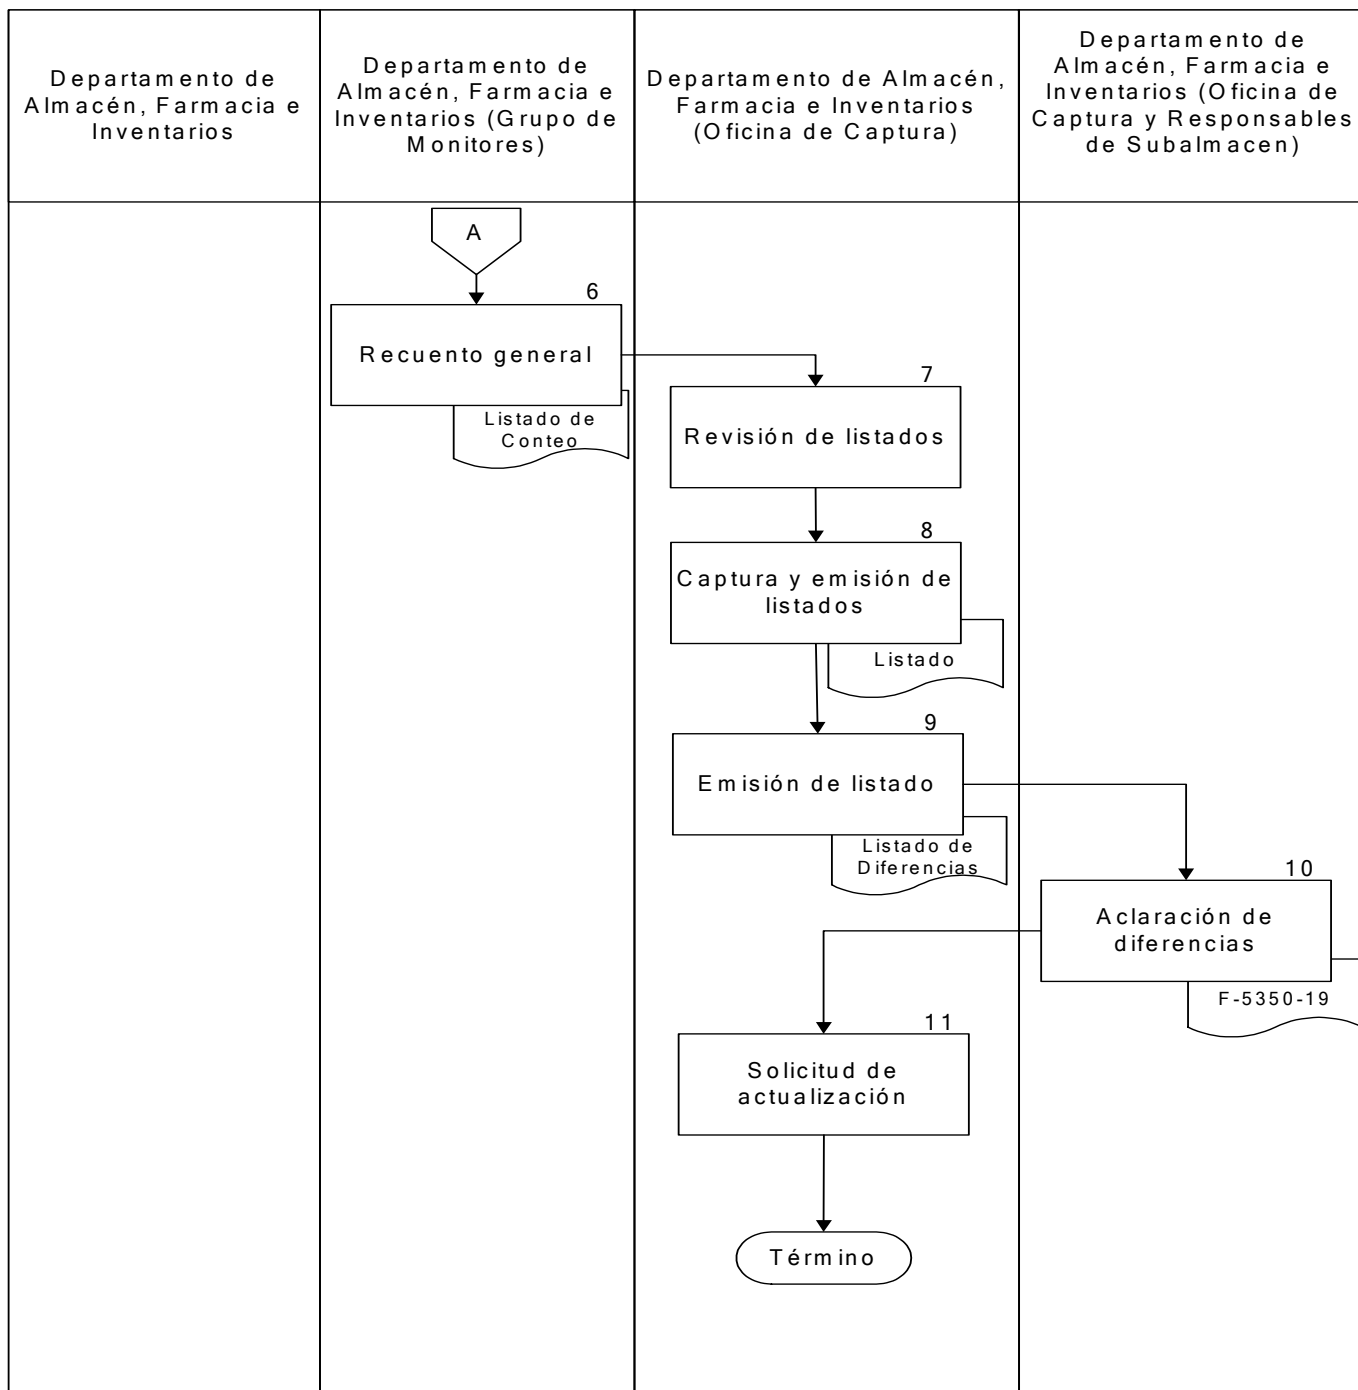 Departamento de
Almacén, Farmacia e
Inventarios
Departamento de
Almacén, Farmacia e
Inventarios (Grupo de
Monitores)
Departamento de Almacén,
Farmacia e Inventarios
(Oficina de Captura)
Departamento de
Almacén, Farmacia e
Inventarios (Oficina de
Captura y Responsables
de Subalmacen)
A
6
Recuento general
Listado de
Conteo
7
Revisión de listados
8
Captura y emisión de
listados
Listado
9
Emisión de listado
Listado de
Diferencias
10
Aclaración de
diferencias
F-5350-19
11
Solicitud de
actualización
Término